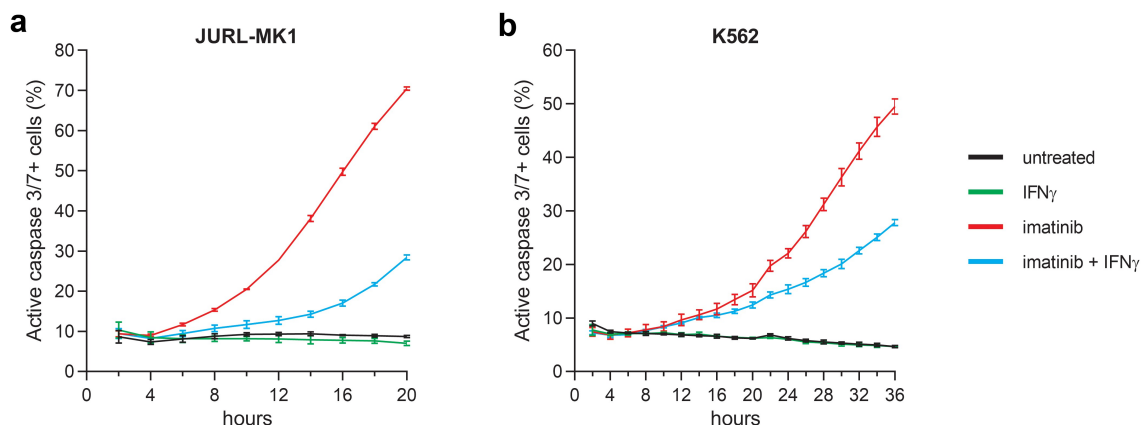 a
JURL-MK1
Active caspase 3/7+ cells (%)
80
70
60
50
40
30
20
10
0
0
4
8
12
16
20
hours
b
K562
Active caspase 3/7+ cells (%)
60
50
40
30
20
10
0
0
4
8
12
16
20
24
28
32
36
hours
untreated
IFNγ
imatinib
imatinib + IFNγ